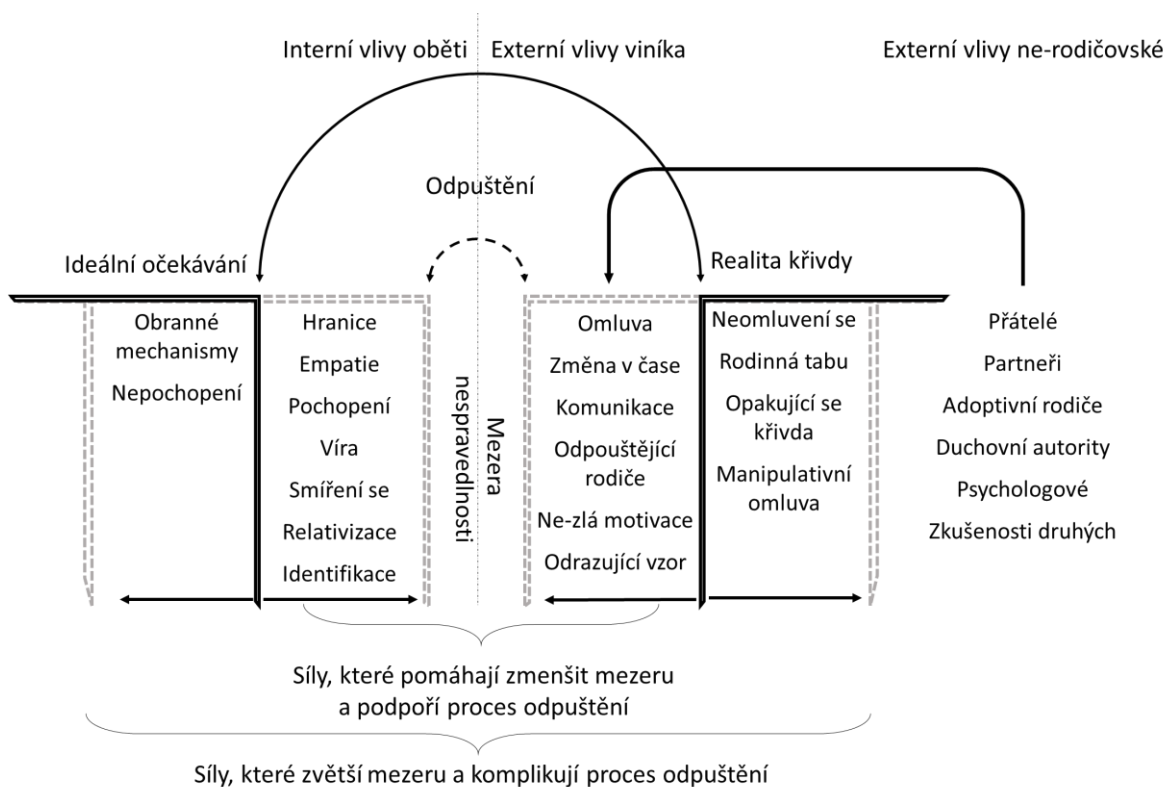 Interní vlivy oběti
Externí vlivy viníka
Externí vlivy ne-rodičovské
Odpuštění
Ideální očekávání
Realita křivdy
Obranné
mechanismy
Nepochopení
Hranice
Empatie
Pochopení
Víra
Smíření se
Relativizace
Identifikace
Mezera
nespravedlnosti
Omluva
Změna v čase
Komunikace
Odpouštějící
rodiče
Ne-zlá motivace
Odrazující vzor
Neomluvení se
Rodinná tabu
Opakující se
křivda
Manipulativní
omluva
Přátelé
Partneři
Adoptivní rodiče
Duchovní autority
Psychologové
Zkušenosti druhých
Síly, které pomáhají zmenšit mezeru
a podpoří proces odpuštění
Síly, které zvětší mezeru a komplikují proces odpuštění